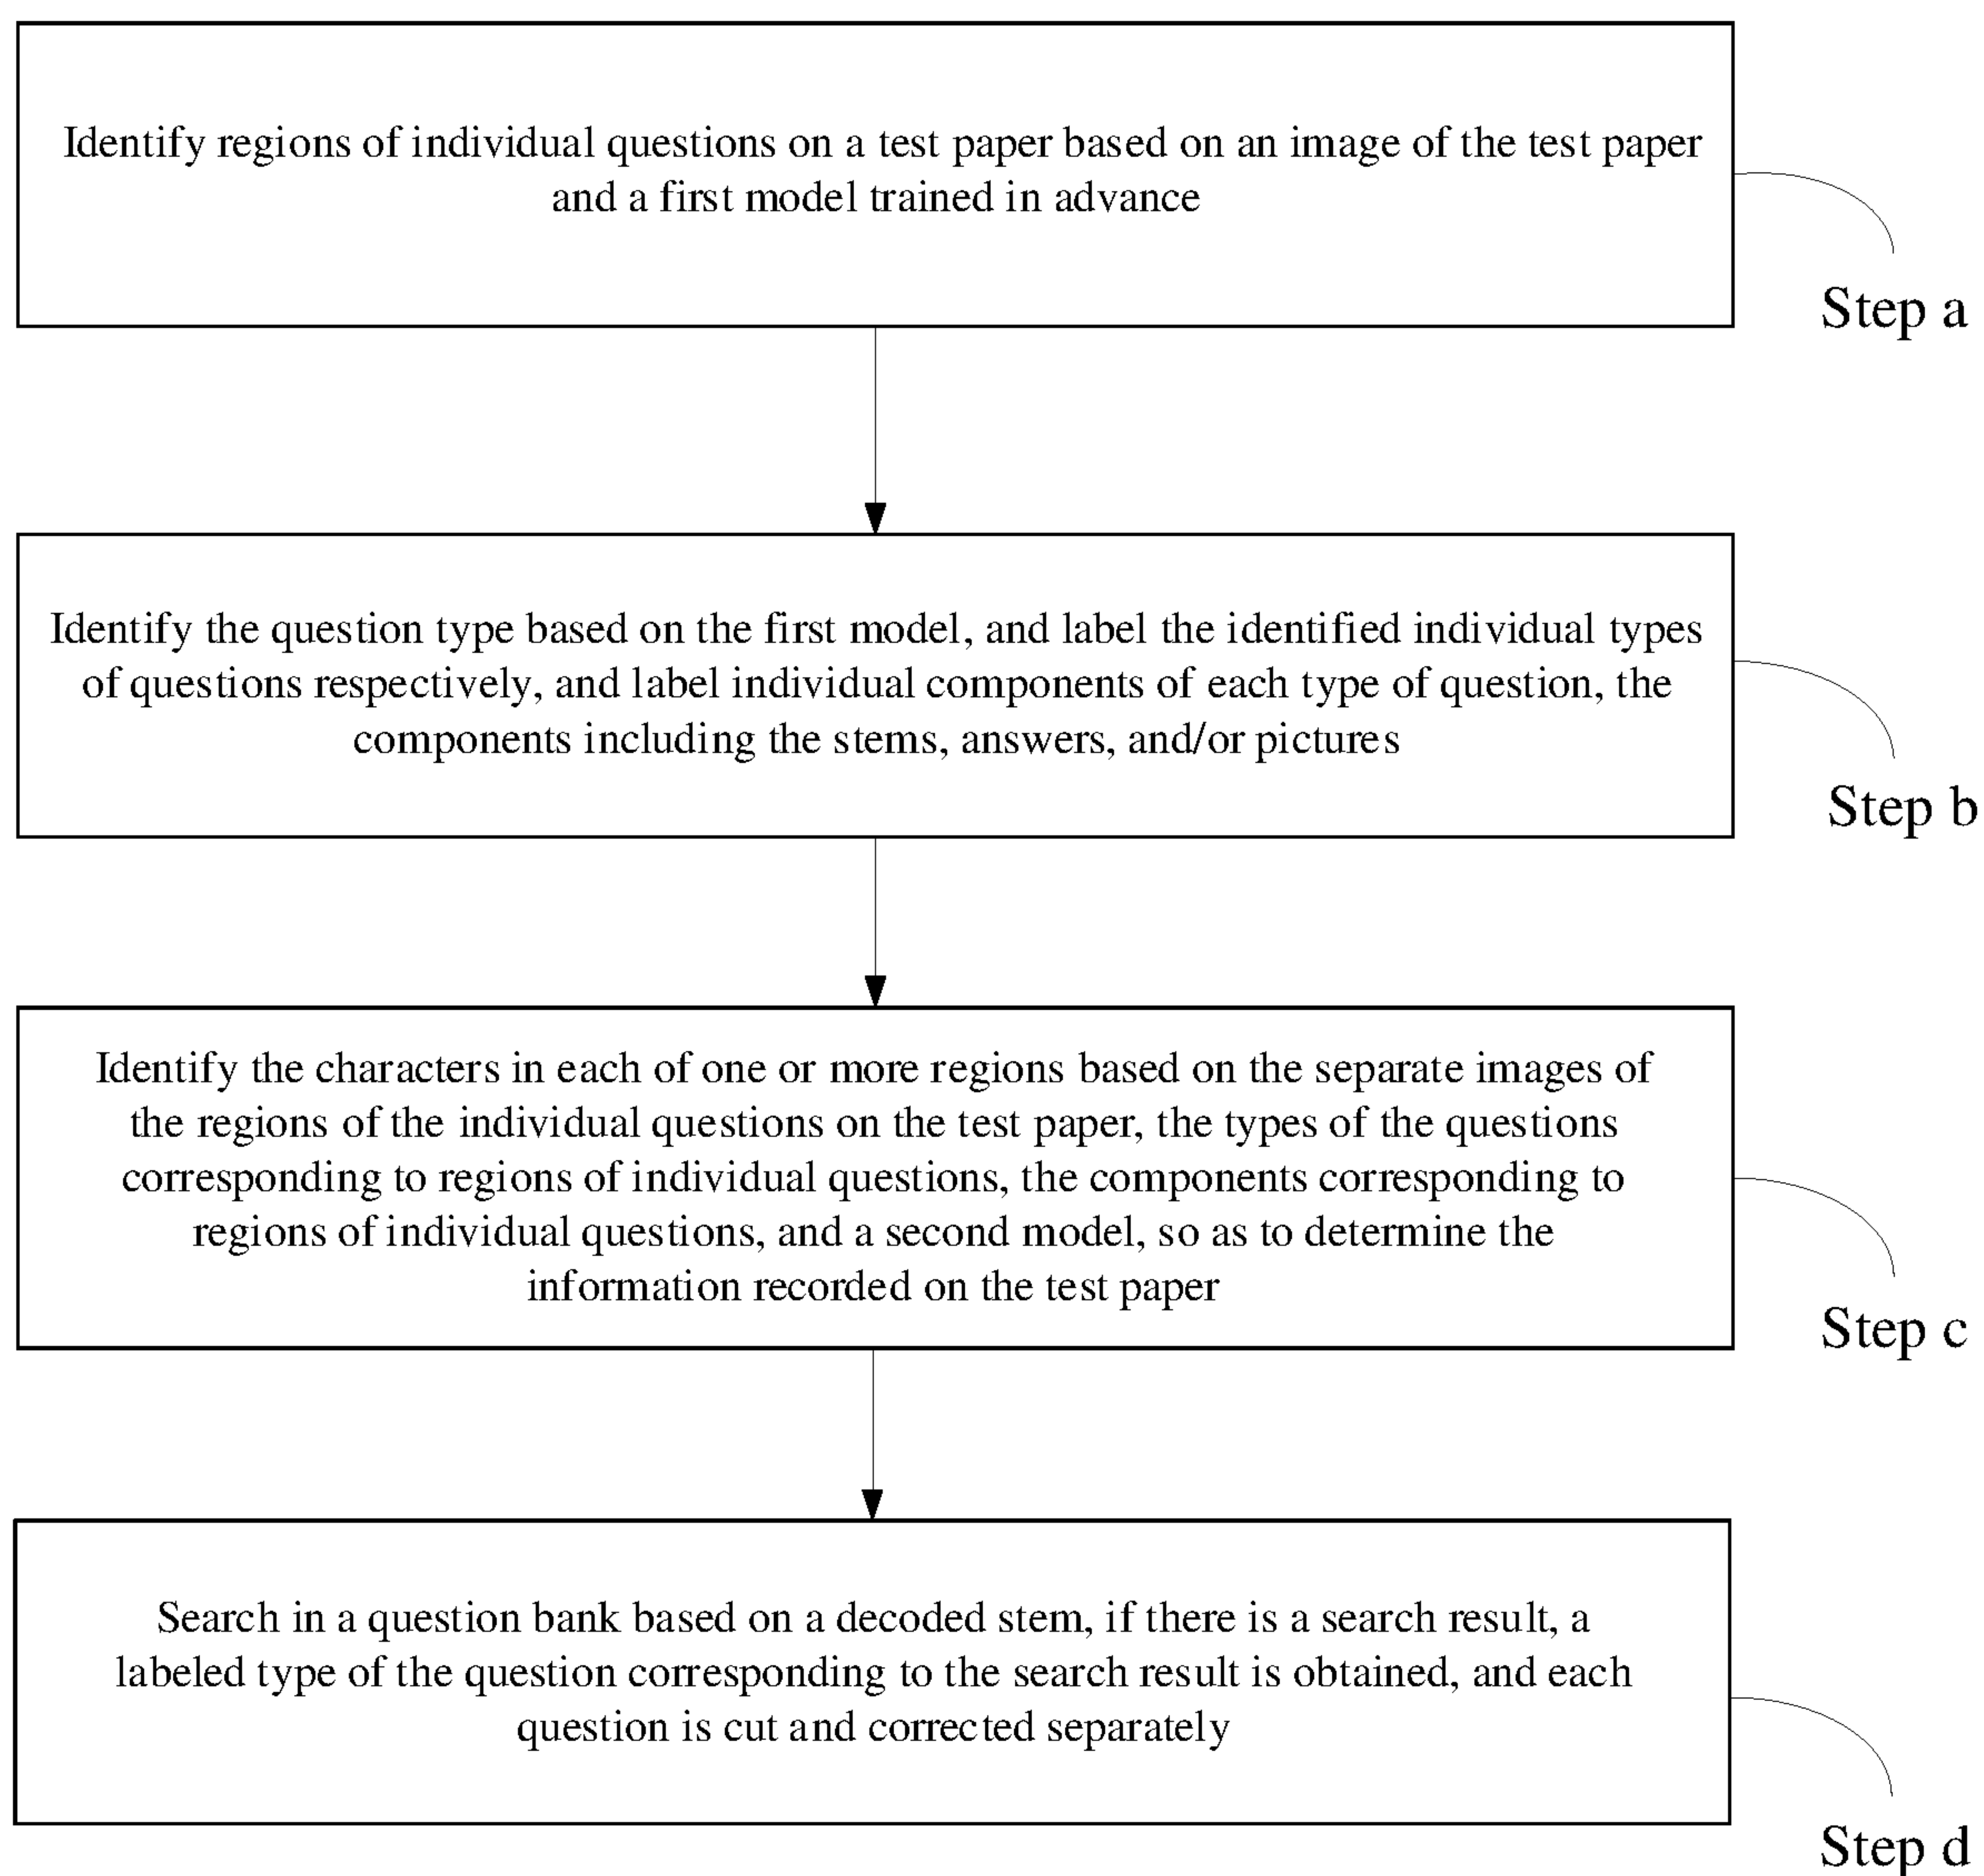 Identify regions of individual questions on a test paper based on an image of the test paper
and a first model trained in advance
Step a
Identify the question type based on the first model, and label the identified individual types
of questions respectively, and label individual components of each type of question, the
components including the stems, answers, and/or pictures
Step b
Identify the characters in each of one or more regions based on the separate images of
the regions of the individual questions on the test paper, the types of the questions
corresponding to regions of individual questions, the components corresponding to
regions of individual questions, and a second model, so as to determine the
information recorded on the test paper
Step c
Search in a question bank based on a decoded stem, if there is a search result, a
labeled type of the question corresponding to the search result is obtained, and each
question is cut and corrected separately
Step d